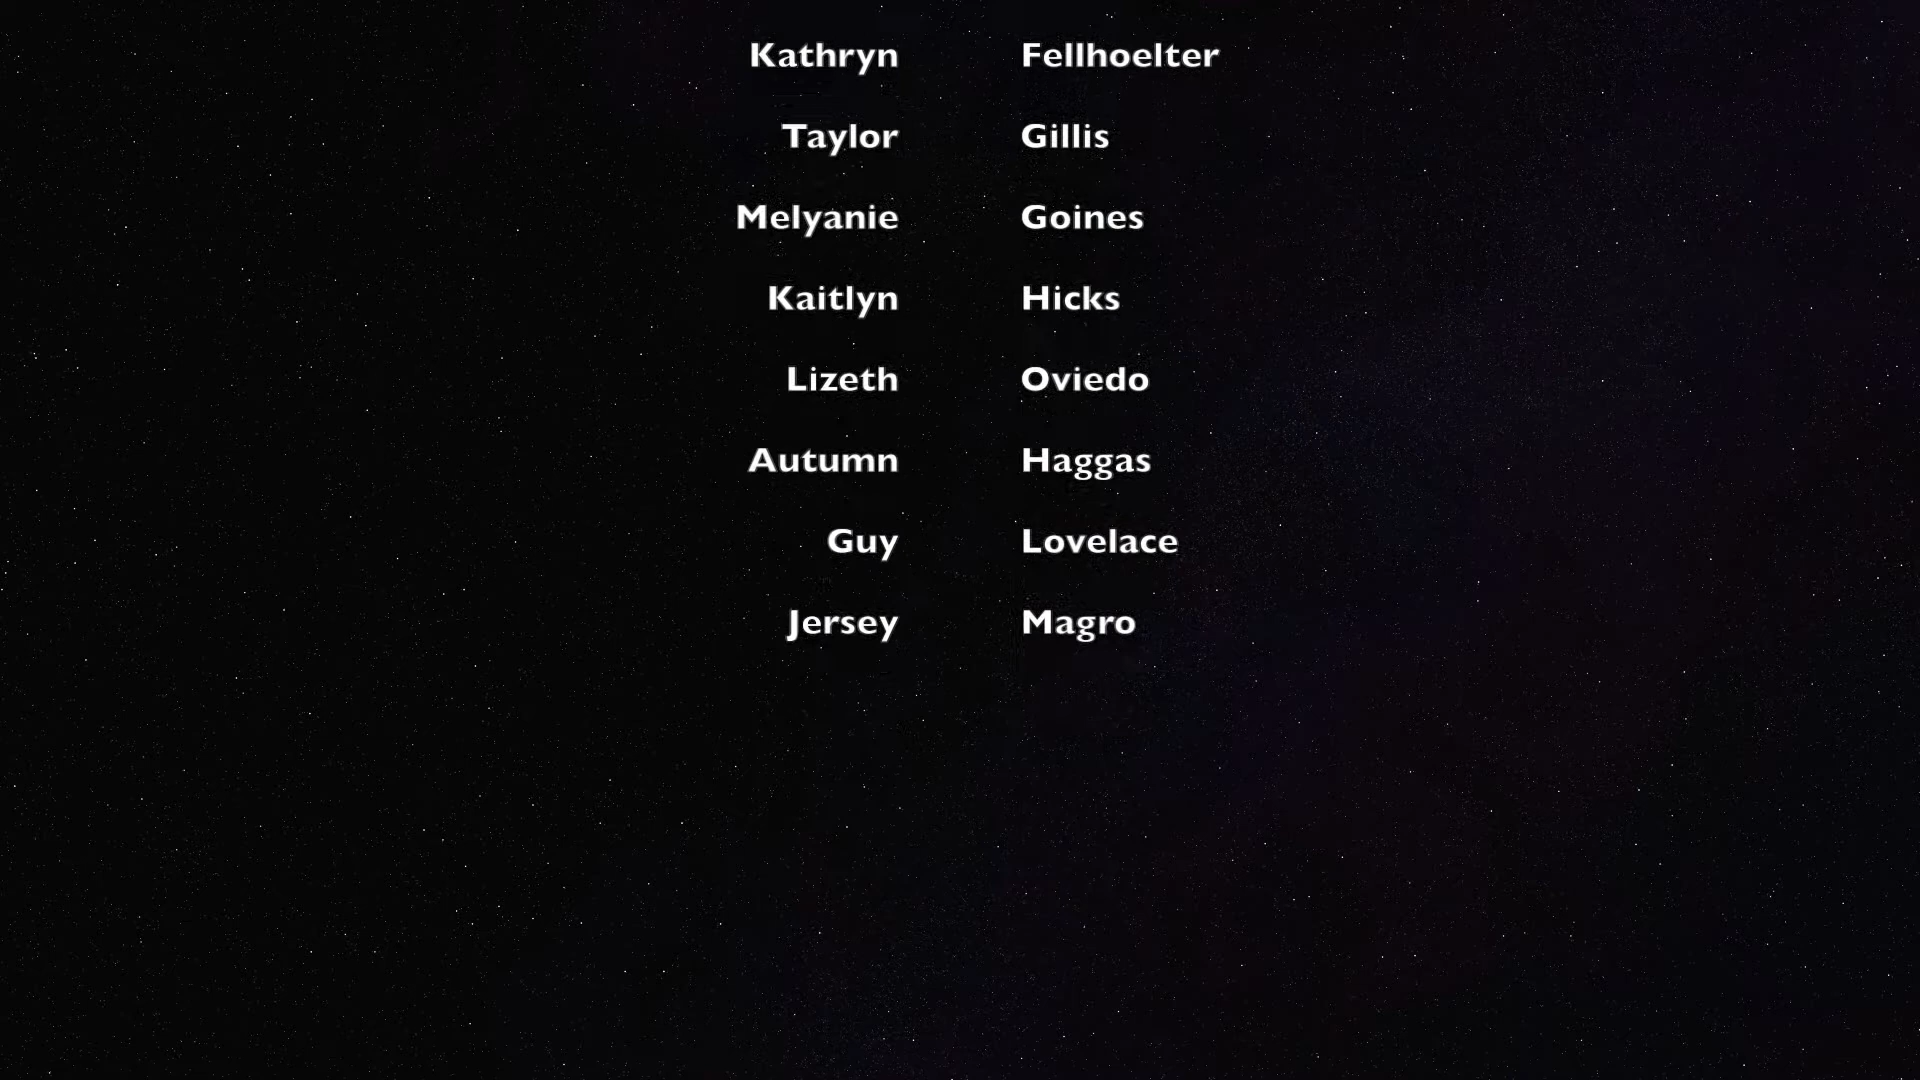 Kathryn Fellhoelter
Taylor Gillis
Melyanie Goines
Kaitlyn Hicks
Lizeth Oviedo
Autumn Haggas
Guy Lovelace
Jersey Magro